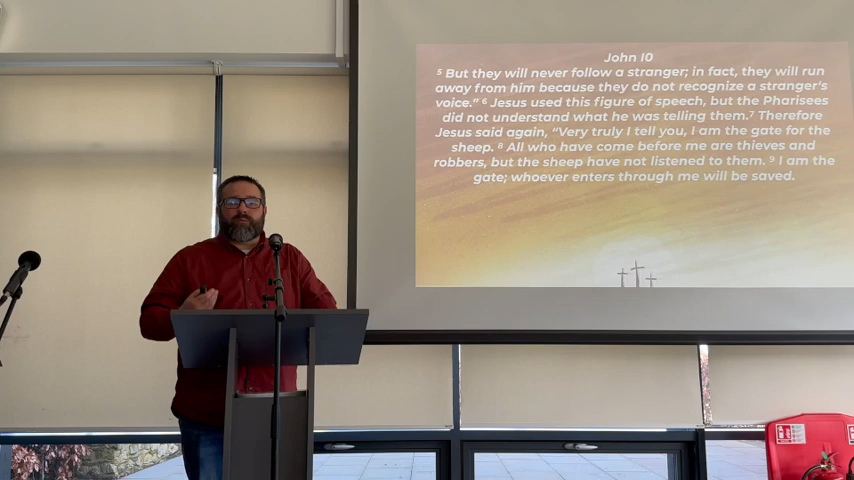 John 10
⁵ But they will never follow a stranger; in fact, they will run
away from him because they do not recognize a stranger's
voice." ⁶ Jesus used this figure of speech, but the Pharisees
did not understand what he was telling them.⁷ Therefore
Jesus said again, "Very truly I tell you, I am the gate for the
sheep. ⁸ All who have come before me are thieves and
robbers, but the sheep have not listened to them. ⁹ I am the
gate; whoever enters through me will be saved.